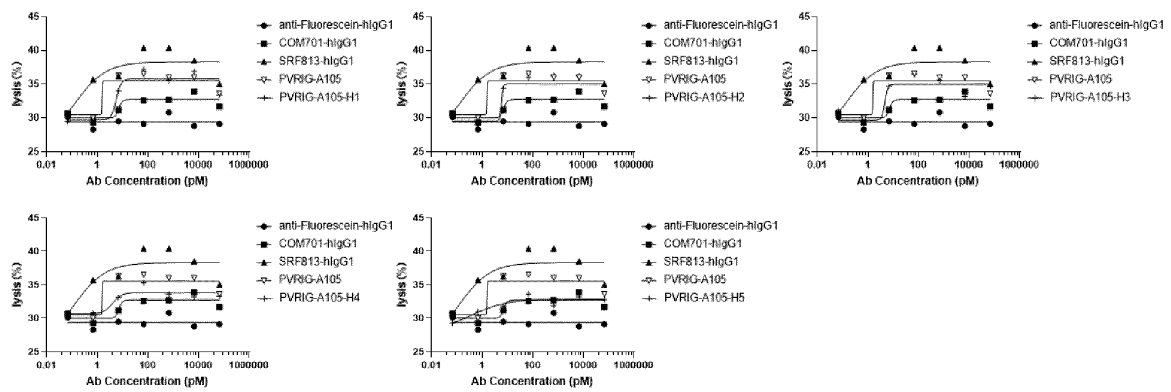 45
40
35
30
25
lysis (%)
0.01
1
100
10000
1000000
Ab Concentration (pM)
anti-Fluorescein-hIgG1
COM701-hIgG1
SRF813-hIgG1
PVRIG-A105
PVRIG-A105-H1
45
40
35
30
25
lysis (%)
0.01
1
100
10000
1000000
Ab Concentration (pM)
anti-Fluorescein-hIgG1
COM701-hIgG1
SRF813-hIgG1
PVRIG-A105
PVRIG-A105-H2
45
40
35
30
25
lysis (%)
0.01
1
100
10000
1000000
Ab Concentration (pM)
anti-Fluorescein-hIgG1
COM701-hIgG1
SRF813-hIgG1
PVRIG-A105
PVRIG-A105-H3
45
40
35
30
25
lysis (%)
0.01
1
100
10000
1000000
Ab Concentration (pM)
anti-Fluorescein-hIgG1
COM701-hIgG1
SRF813-hIgG1
PVRIG-A105
PVRIG-A105-H4
45
40
35
30
25
lysis (%)
0.01
1
100
10000
1000000
Ab Concentration (pM)
anti-Fluorescein-hIgG1
COM701-hIgG1
SRF813-hIgG1
PVRIG-A105
PVRIG-A105-H5